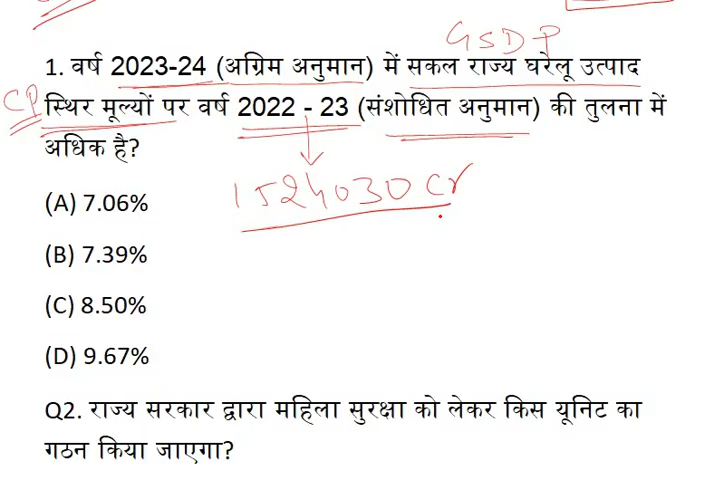 GSDP
1. वर्ष 2023-24 (अग्रिम अनुमान) में सकल राज्य घरेलू उत्पाद
CP स्थिर मूल्यों पर वर्ष 2022 - 23 (संशोधित अनुमान) की तुलना में
अधिक है?
1524030 Cr
(A) 7.06%
(B) 7.39%
(C) 8.50%
(D) 9.67%
Q2. राज्य सरकार द्वारा महिला सुरक्षा को लेकर किस यूनिट का
गठन किया जाएगा?